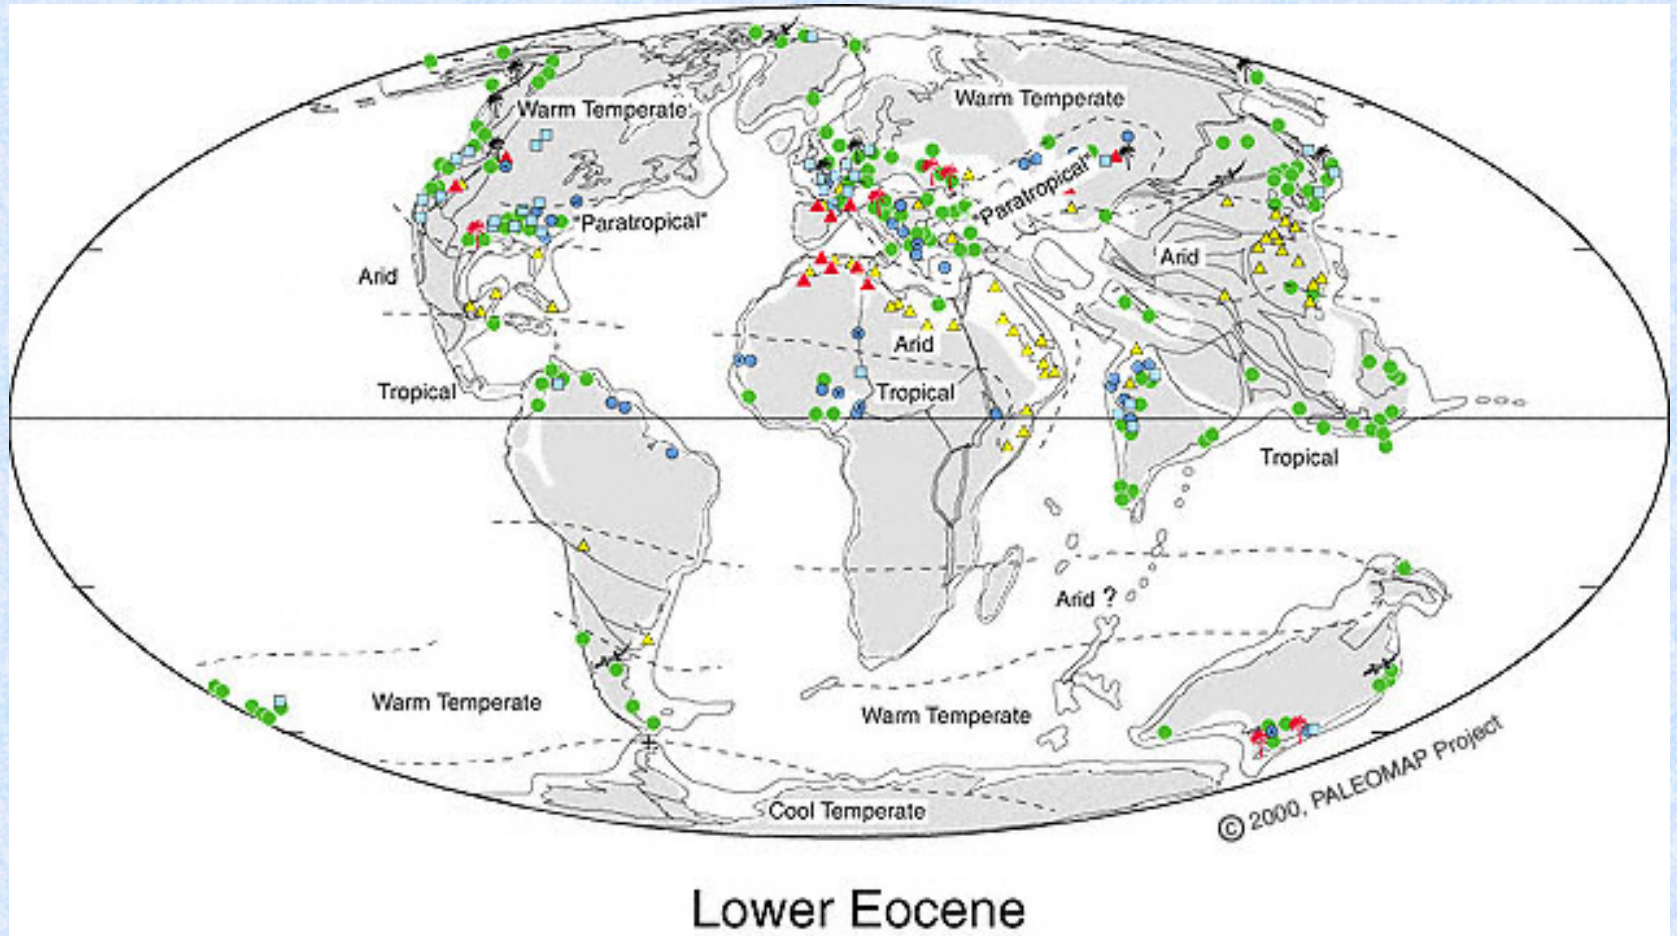 Warm Temperate
Warm Temperate
"Paratropical"
"Paratropical"
Arid
Arid
Arid
Tropical
Tropical
Tropical
Arid ?
Warm Temperate
Warm Temperate
Cool Temperate
© 2000, PALEOMAP Project
Lower Eocene